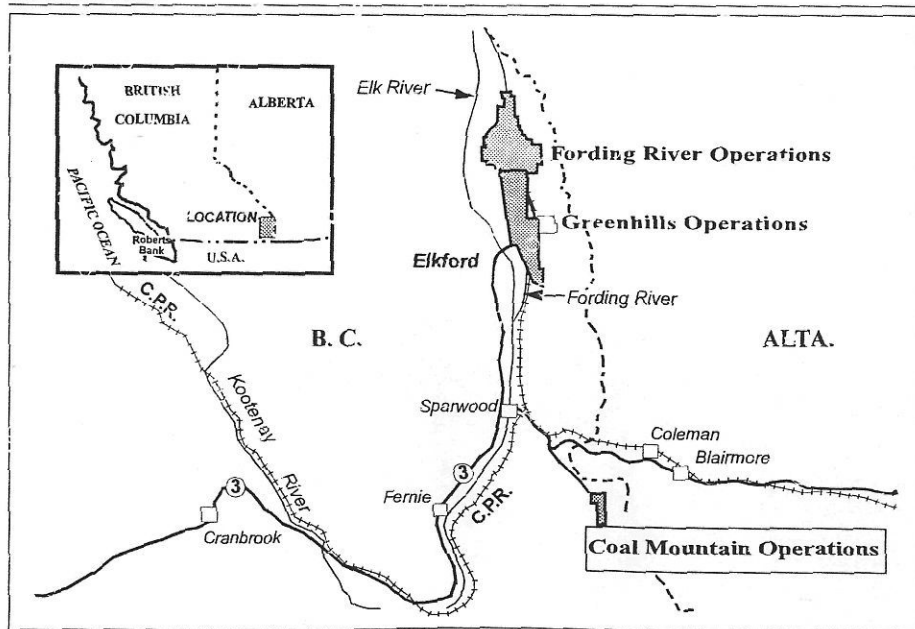 BRITISH
COLUMBIA
ALBERTA
PACIFIC OCEAN
LOCATION
Roberts
Bank
U.S.A.
Elk River
Fording River Operations
Greenhills Operations
Elkford
Fording River
C.P.R.
B. C.
ALTA.
Kootenay
River
Sparwood
Coleman
Blairmore
3
3
Fernie
C.P.R.
Cranbrook
Coal Mountain Operations